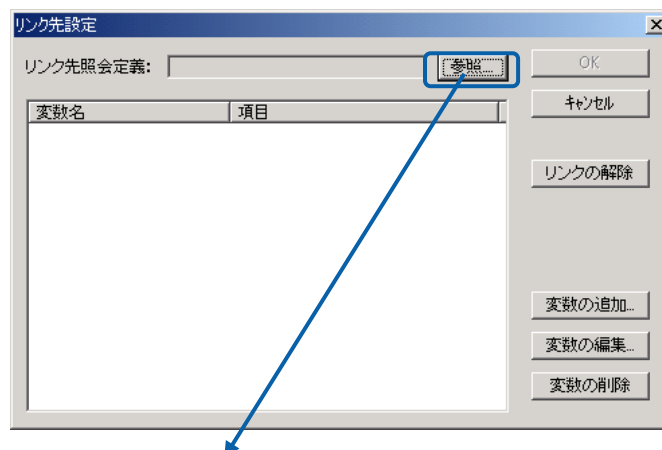 リンク先設定
リンク先照会定義: 参照... OK
キャンセル
変数名 項目
リンクの解除
変数の追加...
変数の編集...
変数の削除